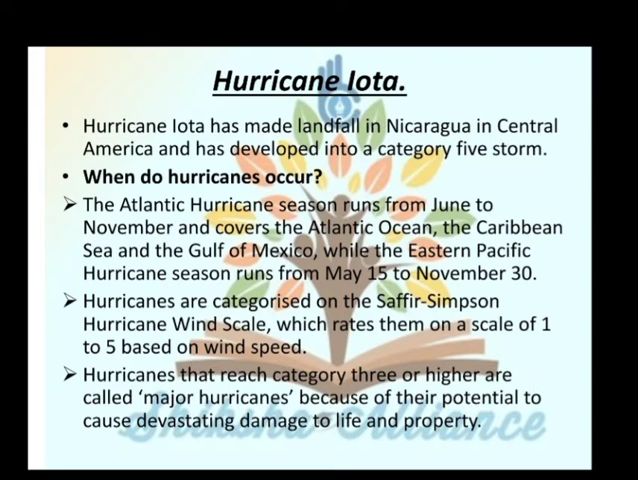 Hurricane Iota.
• Hurricane Iota has made landfall in Nicaragua in Central
America and has developed into a category five storm.
• When do hurricanes occur?
➢ The Atlantic Hurricane season runs from June to
November and covers the Atlantic Ocean, the Caribbean
Sea and the Gulf of Mexico, while the Eastern Pacific
Hurricane season runs from May 15 to November 30.
➢ Hurricanes are categorised on the Saffir-Simpson
Hurricane Wind Scale, which rates them on a scale of 1
to 5 based on wind speed.
➢ Hurricanes that reach category three or higher are
called ‘major hurricanes’ because of their potential to
cause devastating damage to life and property.
Shiksha Alliance